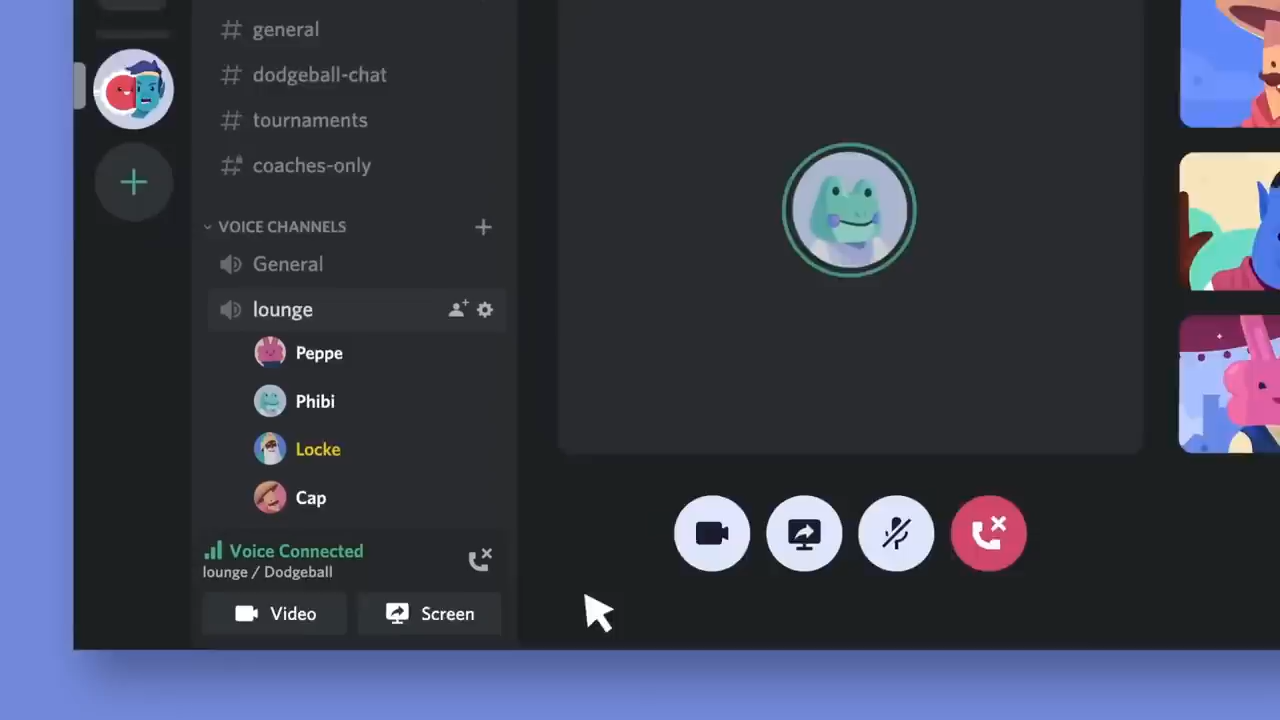 general
dodgeball-chat
tournaments
coaches-only
VOICE CHANNELS
General
lounge
Peppe
Phibi
Locke
Cap
Voice Connected
lounge / Dodgeball
Video
Screen